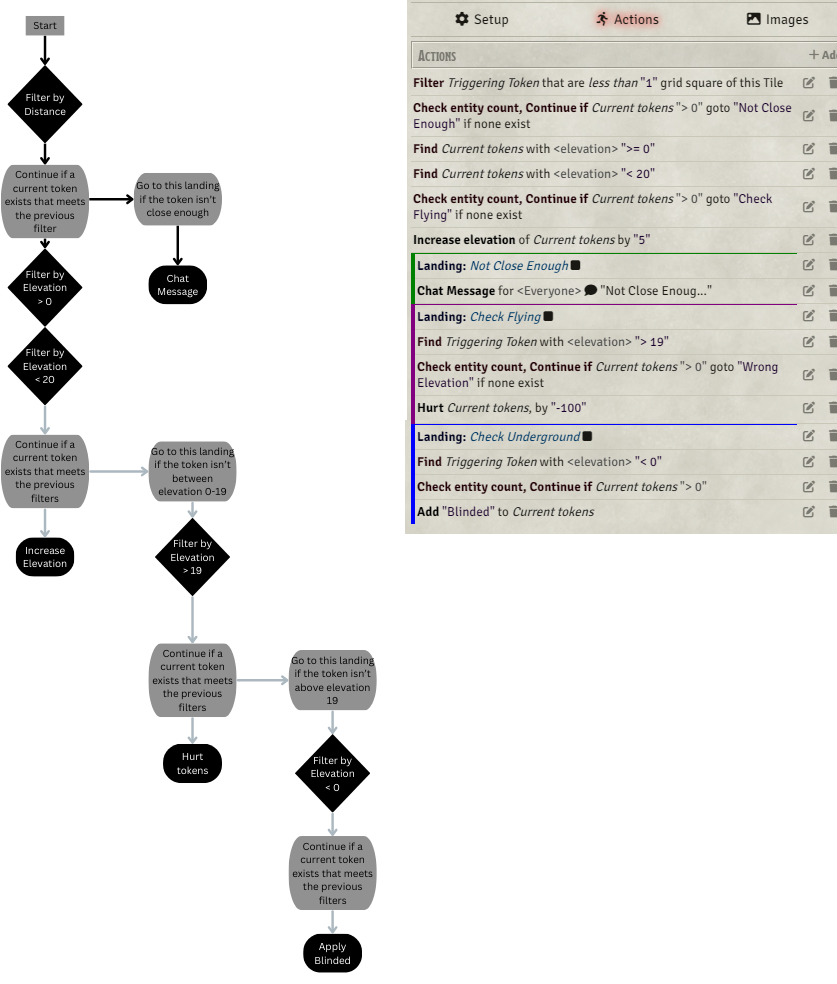 Start
Filter by
Distance
Continue if a
current token
exists that meets
the previous
filter
Go to this landing
if the token isn't
close enough
Chat
Message
Filter by
Elevation
> 0
Filter by
Elevation
< 20
Continue if a
current token
exists that meets
the previous
filters
Go to this landing
if the token isn't
between
elevation 0-19
Increase
Elevation
Filter by
Elevation
> 19
Continue if a
current token
exists that meets
the previous
filters
Go to this landing
if the token isn't
above elevation
19
Hurt
tokens
Filter by
Elevation
< 0
Continue if a
current token
exists that meets
the previous
filters
Apply
Blinded
Setup
Actions
Images
Actions
+ Add
Filter Triggering Token that are less than "1" grid square of this Tile
Check entity count, Continue if Current tokens "> 0" goto "Not Close
Enough" if none exist
Find Current tokens with <elevation> ">= 0"
Find Current tokens with <elevation> "< 20"
Check entity count, Continue if Current tokens "> 0" goto "Check
Flying" if none exist
Increase elevation of Current tokens by "5"
Landing: Not Close Enough
Chat Message for <Everyone> "Not Close Enoug..."
Landing: Check Flying
Find Triggering Token with <elevation> "> 19"
Check entity count, Continue if Current tokens "> 0" goto "Wrong
Elevation" if none exist
Hurt Current tokens, by "-100"
Landing: Check Underground
Find Triggering Token with <elevation> "< 0"
Check entity count, Continue if Current tokens "> 0"
Add "Blinded" to Current tokens